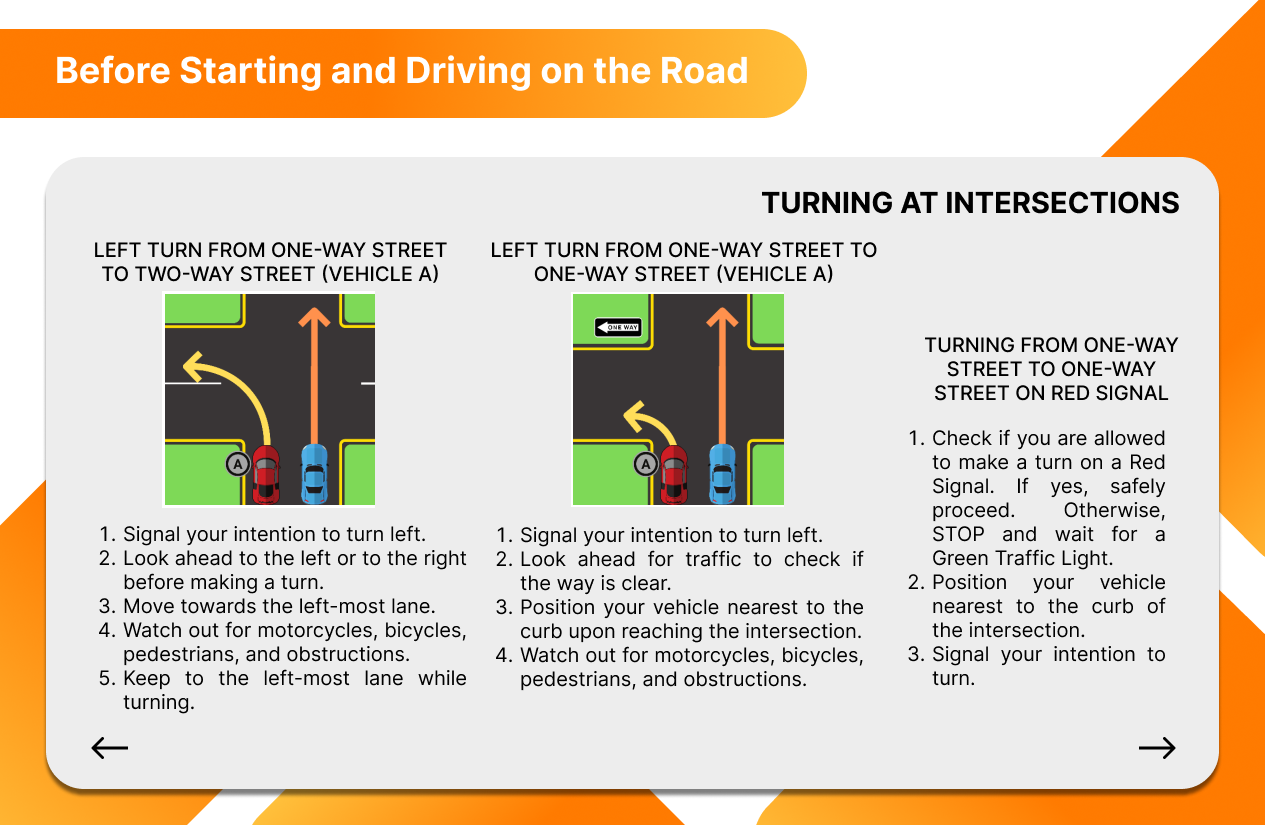 Before Starting and Driving on the Road
TURNING AT INTERSECTIONS
LEFT TURN FROM ONE-WAY STREET
TO TWO-WAY STREET (VEHICLE A)
A
1. Signal your intention to turn left.
2. Look ahead to the left or to the right
before making a turn.
3. Move towards the left-most lane.
4. Watch out for motorcycles, bicycles,
pedestrians, and obstructions.
5. Keep to the left-most lane while
turning.
LEFT TURN FROM ONE-WAY STREET TO
ONE-WAY STREET (VEHICLE A)
ONE WAY
A
1. Signal your intention to turn left.
2. Look ahead for traffic to check if
the way is clear.
3. Position your vehicle nearest to the
curb upon reaching the intersection.
4. Watch out for motorcycles, bicycles,
pedestrians, and obstructions.
TURNING FROM ONE-WAY
STREET TO ONE-WAY
STREET ON RED SIGNAL
1. Check if you are allowed
to make a turn on a Red
Signal. If yes, safely
proceed. Otherwise,
STOP and wait for a
Green Traffic Light.
2. Position your vehicle
nearest to the curb of
the intersection.
3. Signal your intention to
turn.